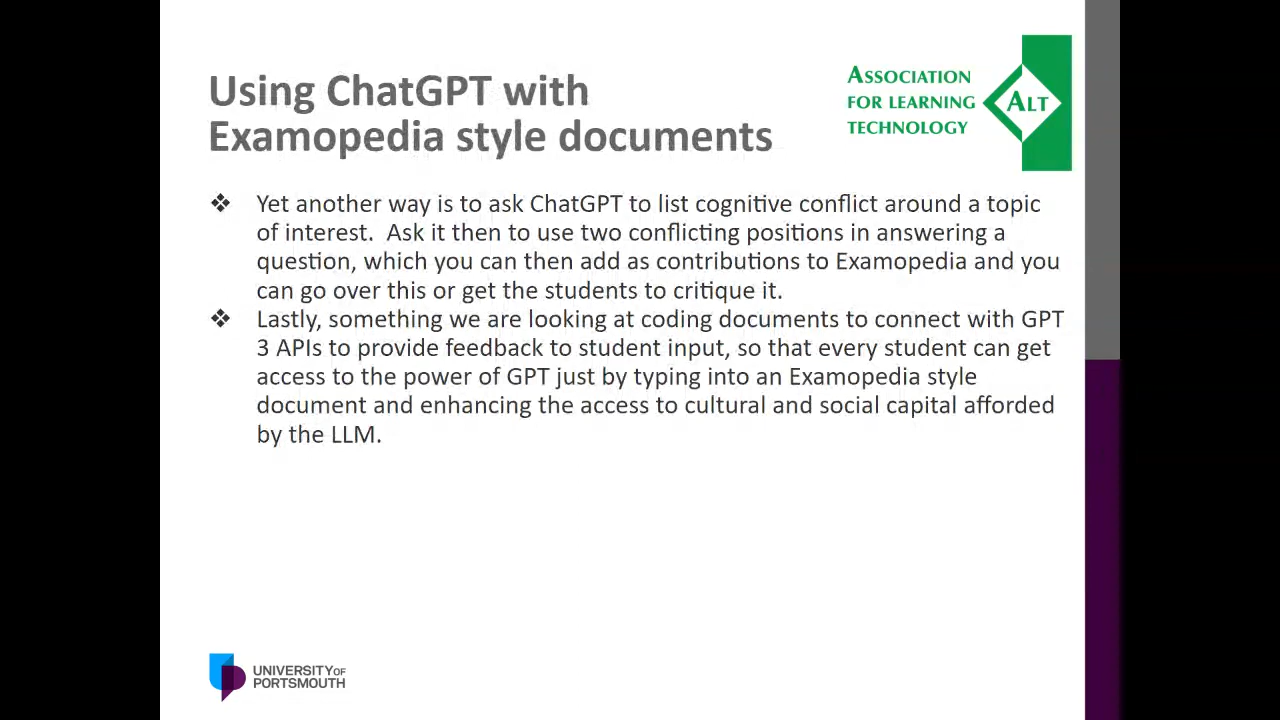 Using ChatGPT with
Examopedia style documents
ASSOCIATION
FOR LEARNING
TECHNOLOGY
ALT
❖ Yet another way is to ask ChatGPT to list cognitive conflict around a topic
of interest.  Ask it then to use two conflicting positions in answering a
question, which you can then add as contributions to Examopedia and you
can go over this or get the students to critique it.
❖ Lastly, something we are looking at coding documents to connect with GPT
3 APIs to provide feedback to student input, so that every student can get
access to the power of GPT just by typing into an Examopedia style
document and enhancing the access to cultural and social capital afforded
by the LLM.
UNIVERSITY OF
PORTSMOUTH